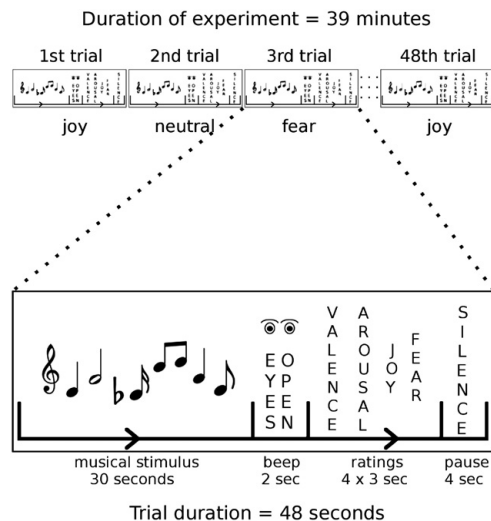 Duration of experiment = 39 minutes
1st trial 2nd trial 3rd trial 48th trial
joy neutral fear joy
EYES OPEN VALENCE AROUSAL JOY FEAR SILENCE
musical stimulus beep ratings pause
30 seconds 2 sec 4 x 3 sec 4 sec
Trial duration = 48 seconds